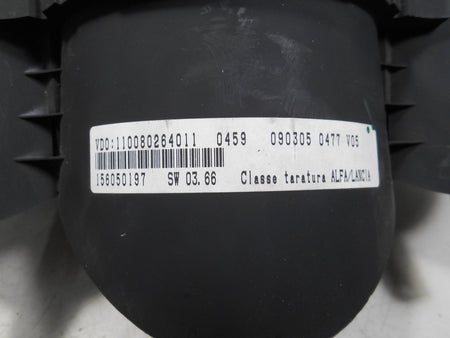 VDO:110080264011 0459 090305 0477 V05
156050197 SW 03.66 Classe taratura ALFA/LANCIA